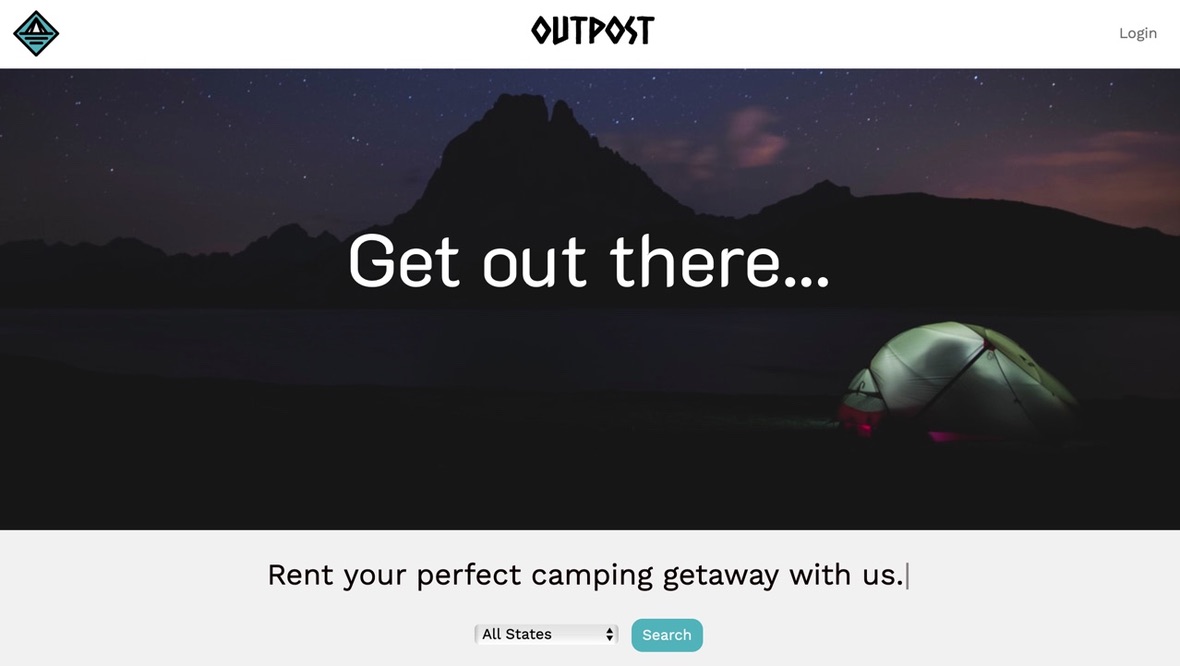 OUTPOST
Login
Get out there...
Rent your perfect camping getaway with us.
All States
Search